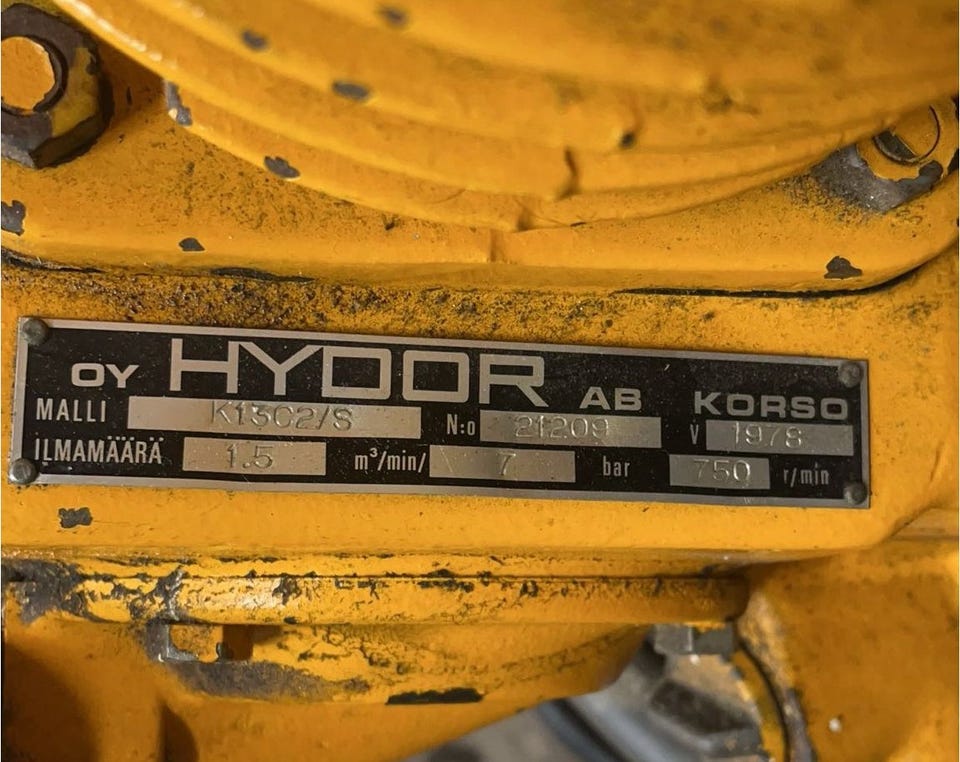 OY HYDOR AB KORSO
MALLI K13C2/S N:o 21209 V 1978
ILMAMÄÄRÄ 1.5 m³/min/ 7 bar 750 r/min